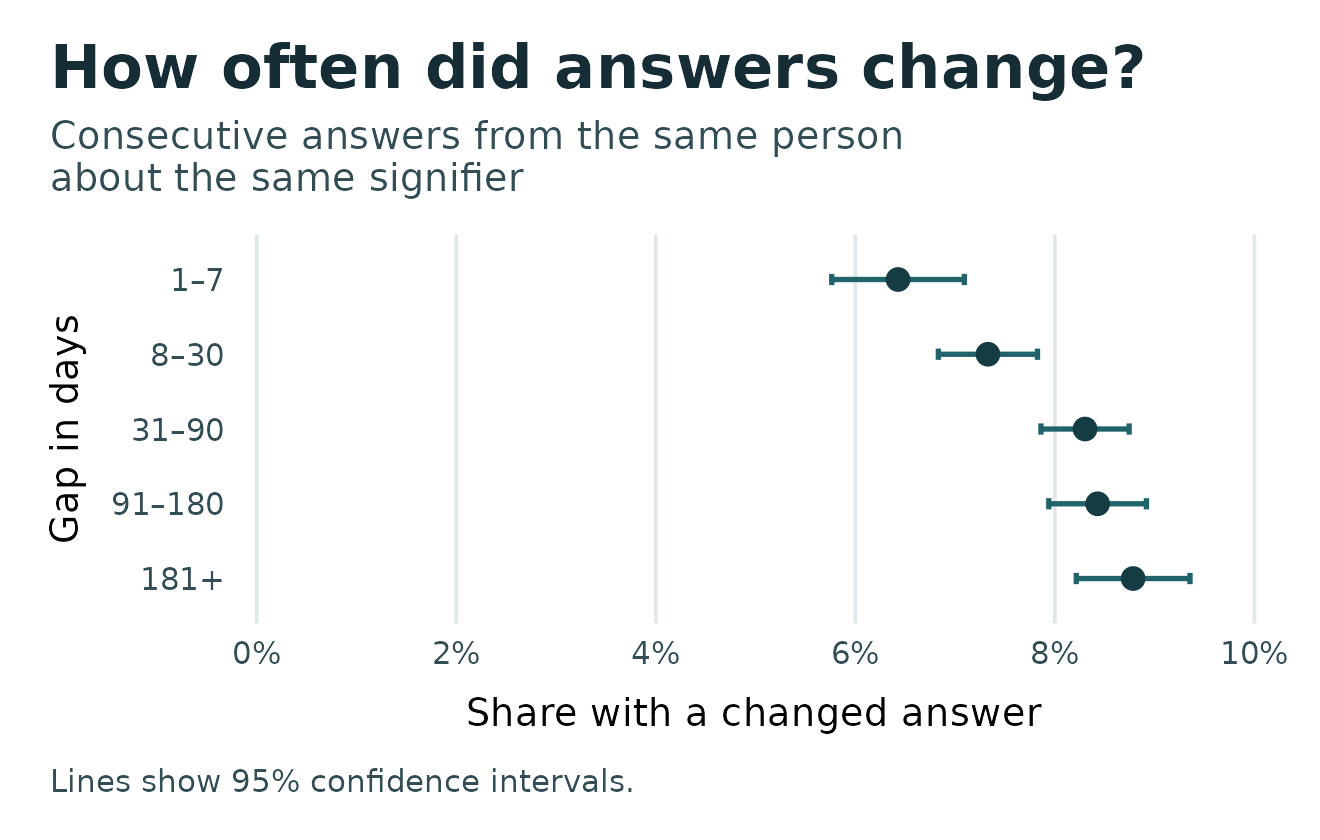 How often did answers change?
Consecutive answers from the same person
about the same signifier
Gap in days
1–7
8–30
31–90
91–180
181+
0% 2% 4% 6% 8% 10%
Share with a changed answer
Lines show 95% confidence intervals.